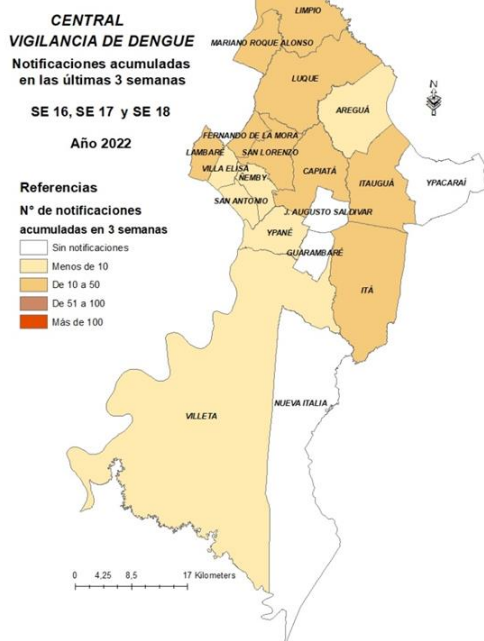 CENTRAL
VIGILANCIA DE DENGUE
Notificaciones acumuladas
en las últimas 3 semanas
SE 16, SE 17 y SE 18
Año 2022
Referencias
N° de notificaciones
acumuladas en 3 semanas
Sin notificaciones
Menos de 10
De 10 a 50
De 51 a 100
Más de 100
LIMPIO
MARIANO ROQUE ALONSO
LUQUE
AREGUÁ
N
FERNANDO DE LA MORA
LAMBARÉ
SAN LORENZO
VILLA ELISA
ÑEMBY
CAPIATÁ
ITAUGUÁ
YPACARAÍ
SAN ANTONIO
J. AUGUSTO SALDIVAR
YPANÉ
GUARAMBARÉ
ITÁ
NUEVA ITALIA
VILLETA
0 4,25 8,5 17 Kilometers